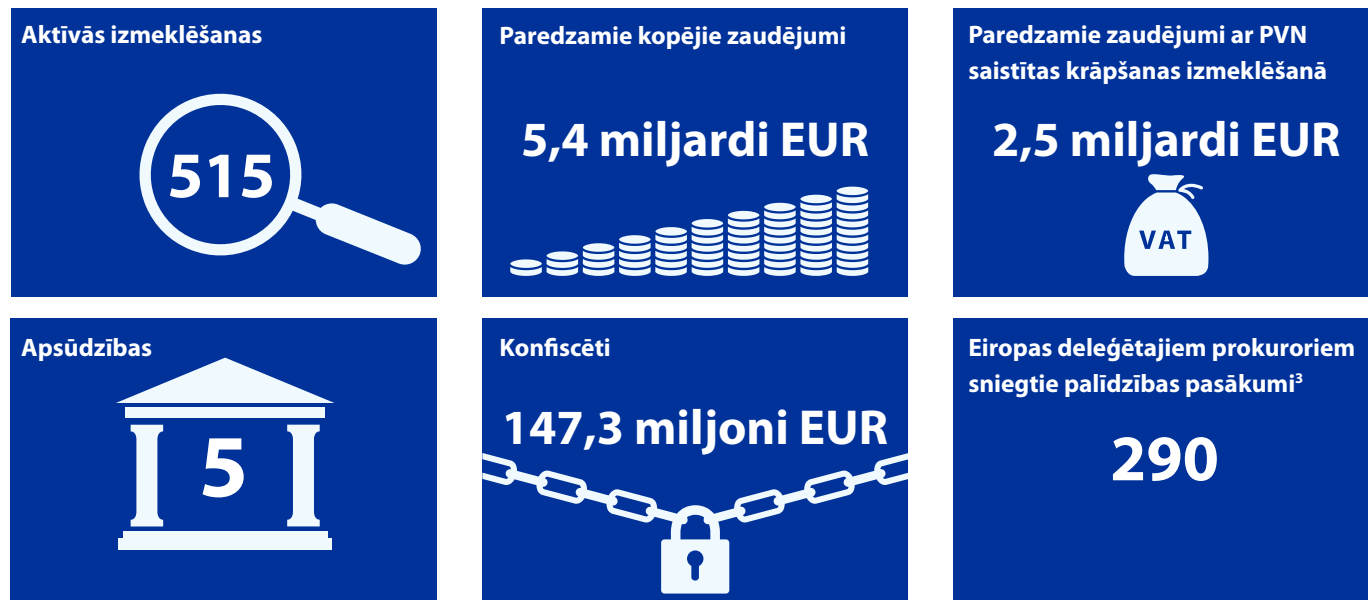 Aktīvās izmeklēšanas
515
Paredzamie kopējie zaudējumi
5,4 miljardi EUR
Paredzamie zaudējumi ar PVN
saistītas krāpšanas izmeklēšanā
2,5 miljardi EUR
VAT
Apsūdzības
5
Konfiscēti
147,3 miljoni EUR
Eiropas deleģētajiem prokuroriem
sniegtie palīdzības pasākumi³
290